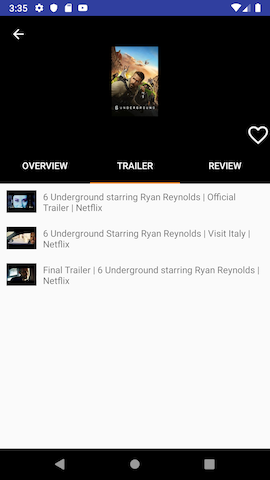 3:35
6 UNDERGROUND
OVERVIEW TRAILER REVIEW
6 Underground starring Ryan Reynolds | Official
Trailer | Netflix
6 Underground Starring Ryan Reynolds | Visit Italy |
Netflix
Final Trailer | 6 Underground starring Ryan Reynolds |
Netflix